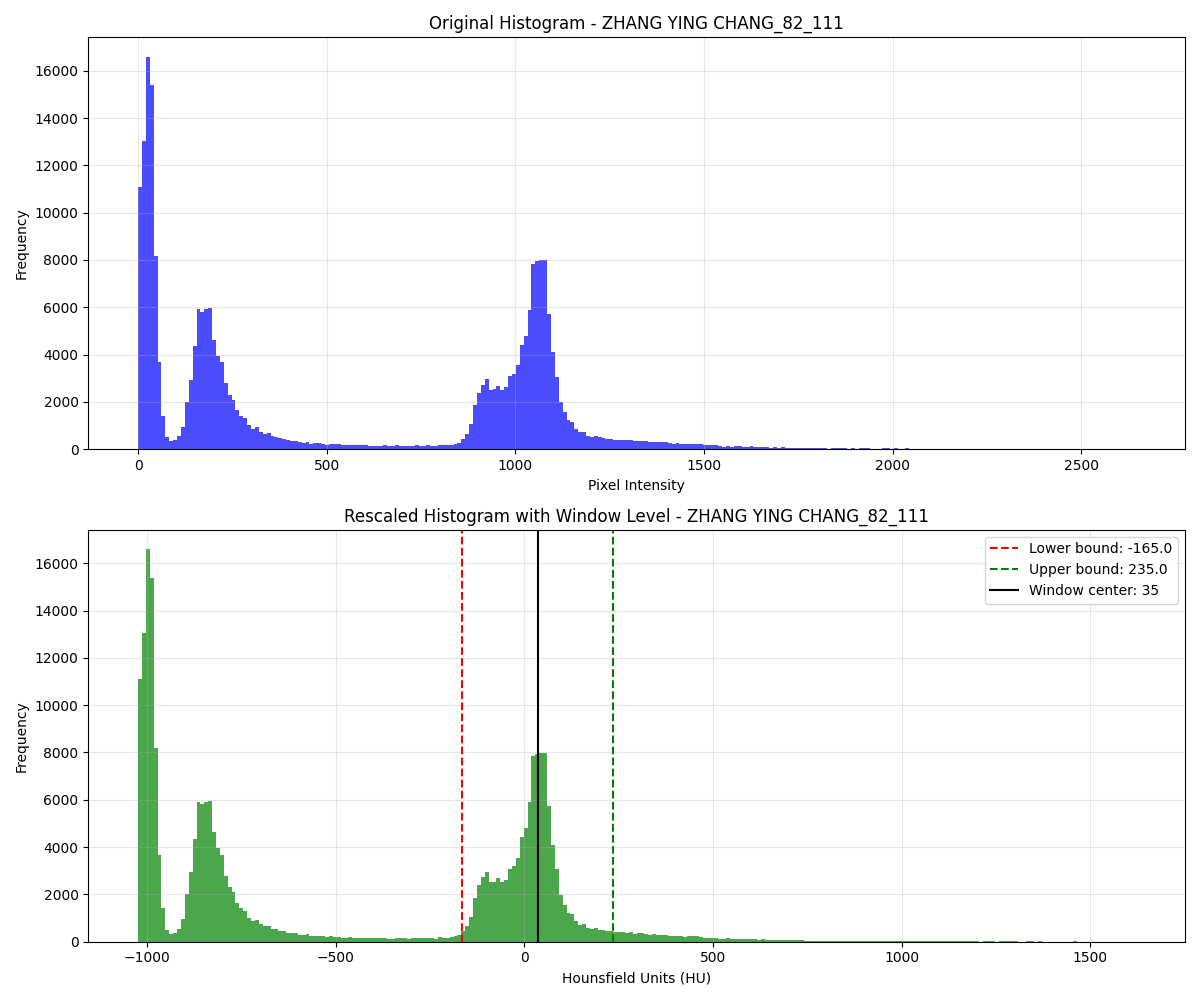 Original Histogram - ZHANG YING CHANG_82_111
16000
14000
12000
10000
8000
6000
4000
2000
0
Frequency
0 500 1000 1500 2000 2500
Pixel Intensity
Rescaled Histogram with Window Level - ZHANG YING CHANG_82_111
Lower bound: -165.0
Upper bound: 235.0
Window center: 35
16000
14000
12000
10000
8000
6000
4000
2000
0
Frequency
−1000 −500 0 500 1000 1500
Hounsfield Units (HU)